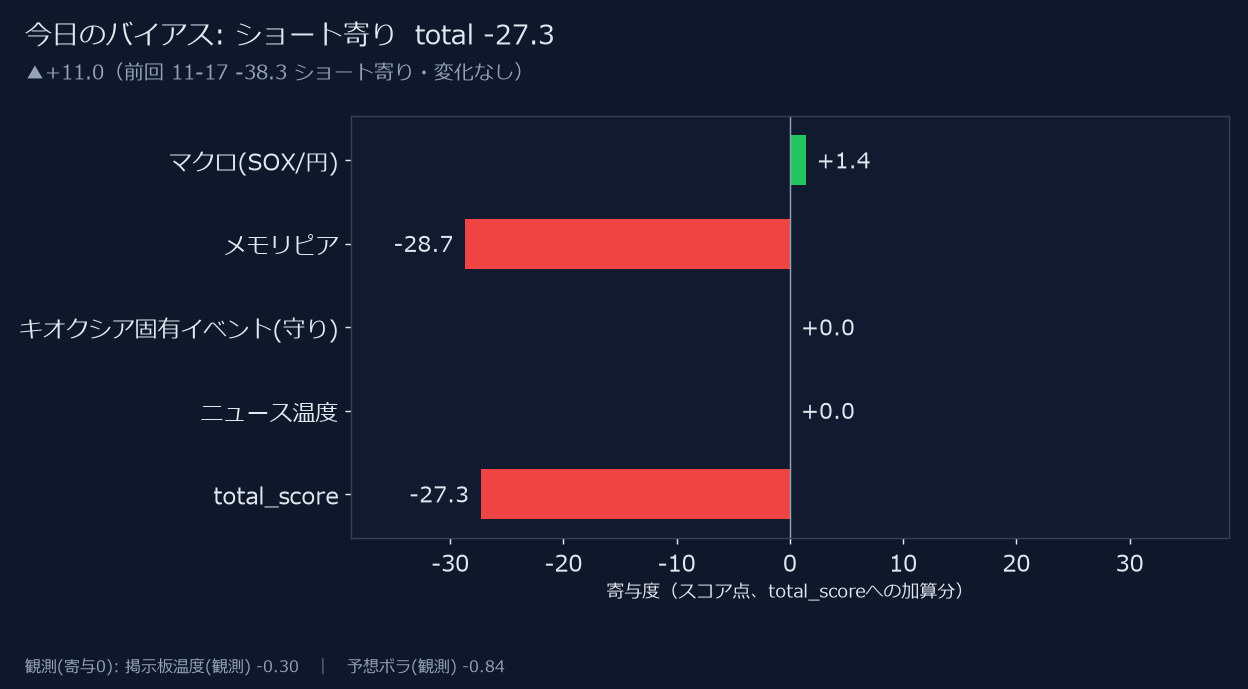 今日のバイアス: ショート寄り total -27.3
▲+11.0（前回 11-17 -38.3 ショート寄り・変化なし）
マクロ(SOX/円)
+1.4
メモリピア
-28.7
キオクシア固有イベント(守り)
+0.0
ニュース温度
+0.0
total_score
-27.3
-30 -20 -10 0 10 20 30
寄与度（スコア点、total_scoreへの加算分）
観測(寄与0): 掲示板温度(観測) -0.30 ｜ 予想ボラ(観測) -0.84